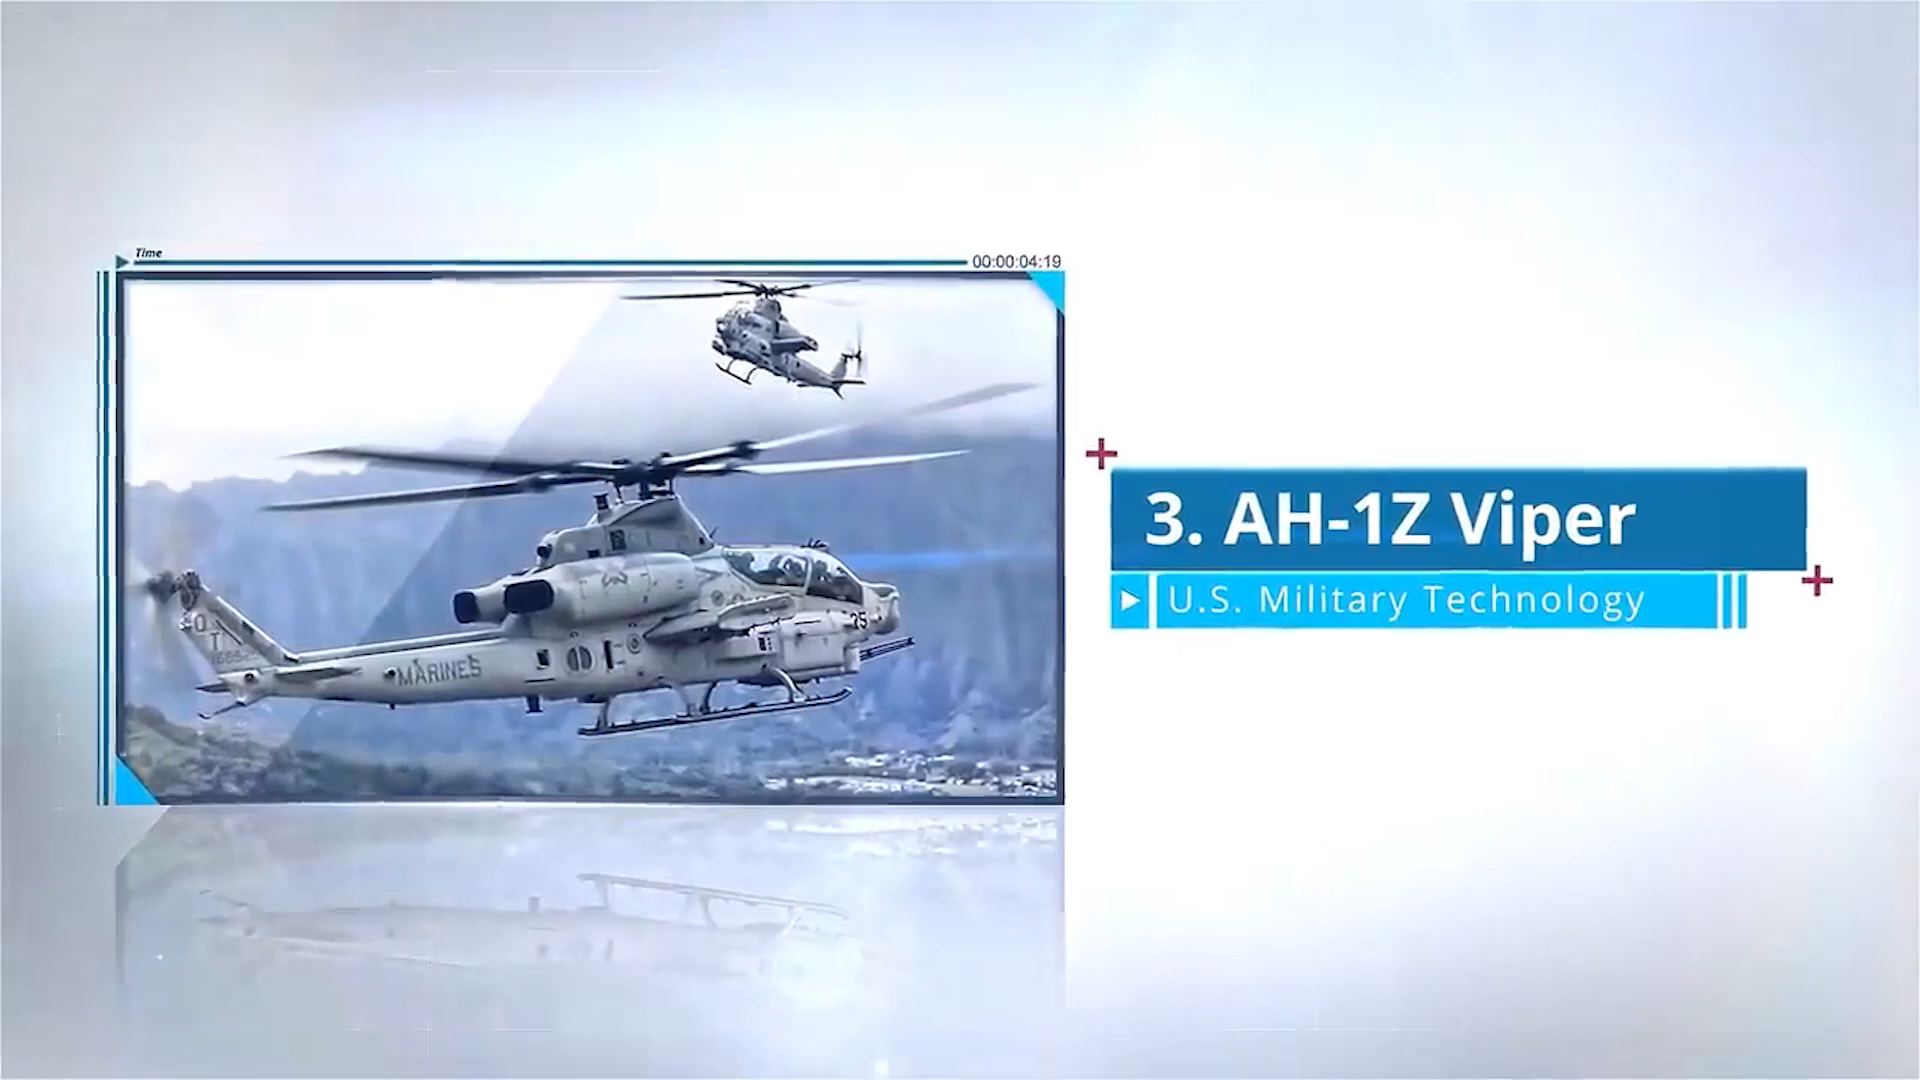 Time
00:00:04:19
25
MARINES
3. AH-1Z Viper
U.S. Military Technology